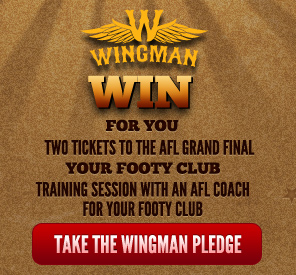 W
WINGMAN
WIN
FOR YOU
TWO TICKETS TO THE AFL GRAND FINAL
YOUR FOOTY CLUB
TRAINING SESSION WITH AN AFL COACH
FOR YOUR FOOTY CLUB
TAKE THE WINGMAN PLEDGE